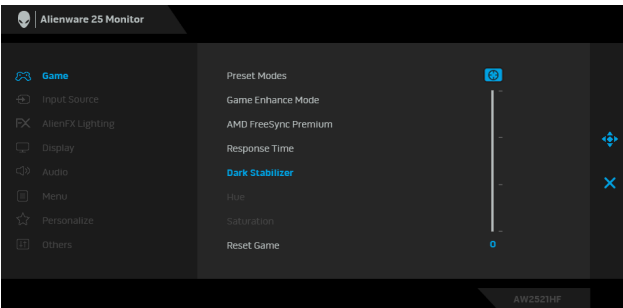 Alienware 25 Monitor
Game
Input Source
FX AlienFX Lighting
Display
Audio
Menu
Personalize
Others
Preset Modes
Game Enhance Mode
AMD FreeSync Premium
Response Time
Dark Stabilizer
Hue
Saturation
Reset Game
0
AW2521HF